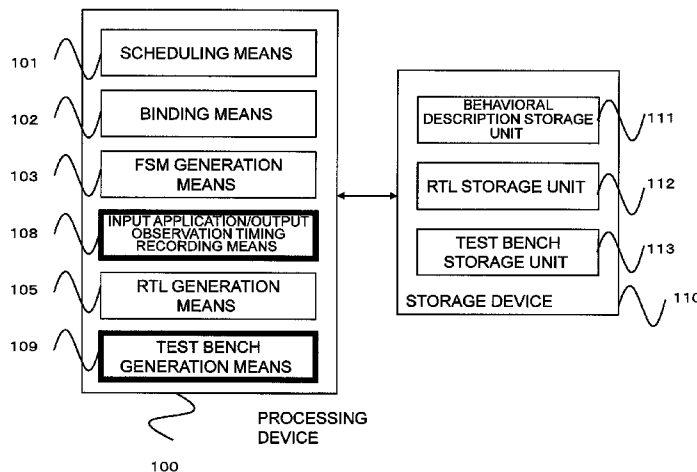 101
SCHEDULING MEANS
102
BINDING MEANS
103
FSM GENERATION
MEANS
108
INPUT APPLICATION/OUTPUT
OBSERVATION TIMING
RECORDING MEANS
105
RTL GENERATION
MEANS
109
TEST BENCH
GENERATION MEANS
PROCESSING
DEVICE
100
BEHAVIORAL
DESCRIPTION STORAGE
UNIT
111
RTL STORAGE UNIT
112
TEST BENCH
STORAGE UNIT
113
STORAGE DEVICE
110